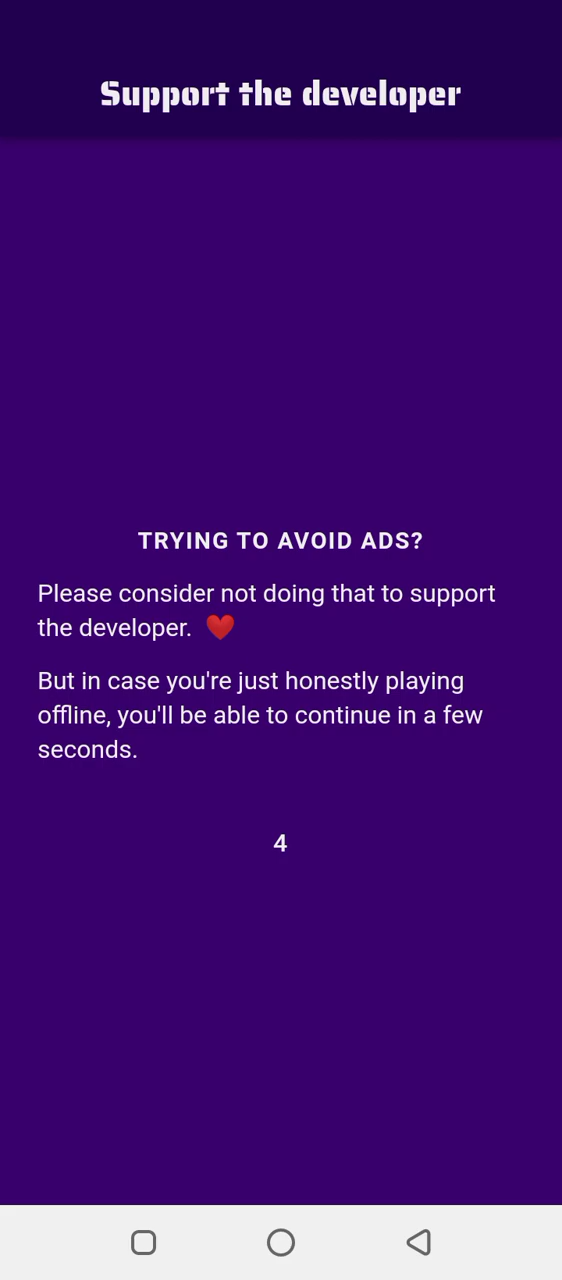 Support the developer
TRYING TO AVOID ADS?
Please consider not doing that to support
the developer. ❤️
But in case you're just honestly playing
offline, you'll be able to continue in a few
seconds.
4